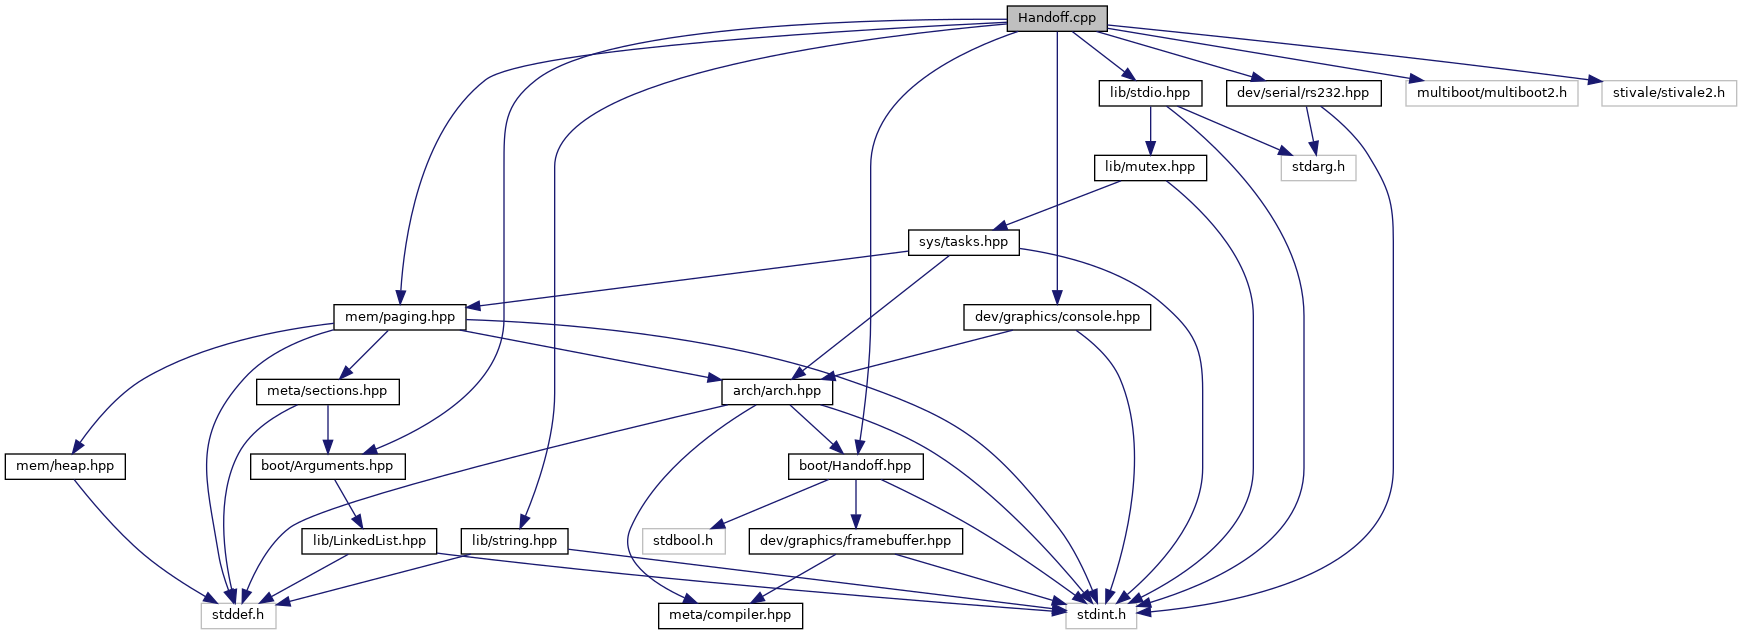 Handoff.cpp
lib/stdio.hpp
dev/serial/rs232.hpp
multiboot/multiboot2.h
stivale/stivale2.h
lib/mutex.hpp
stdarg.h
sys/tasks.hpp
mem/paging.hpp
dev/graphics/console.hpp
meta/sections.hpp
arch/arch.hpp
mem/heap.hpp
boot/Arguments.hpp
boot/Handoff.hpp
lib/LinkedList.hpp
lib/string.hpp
stdbool.h
dev/graphics/framebuffer.hpp
stddef.h
meta/compiler.hpp
stdint.h